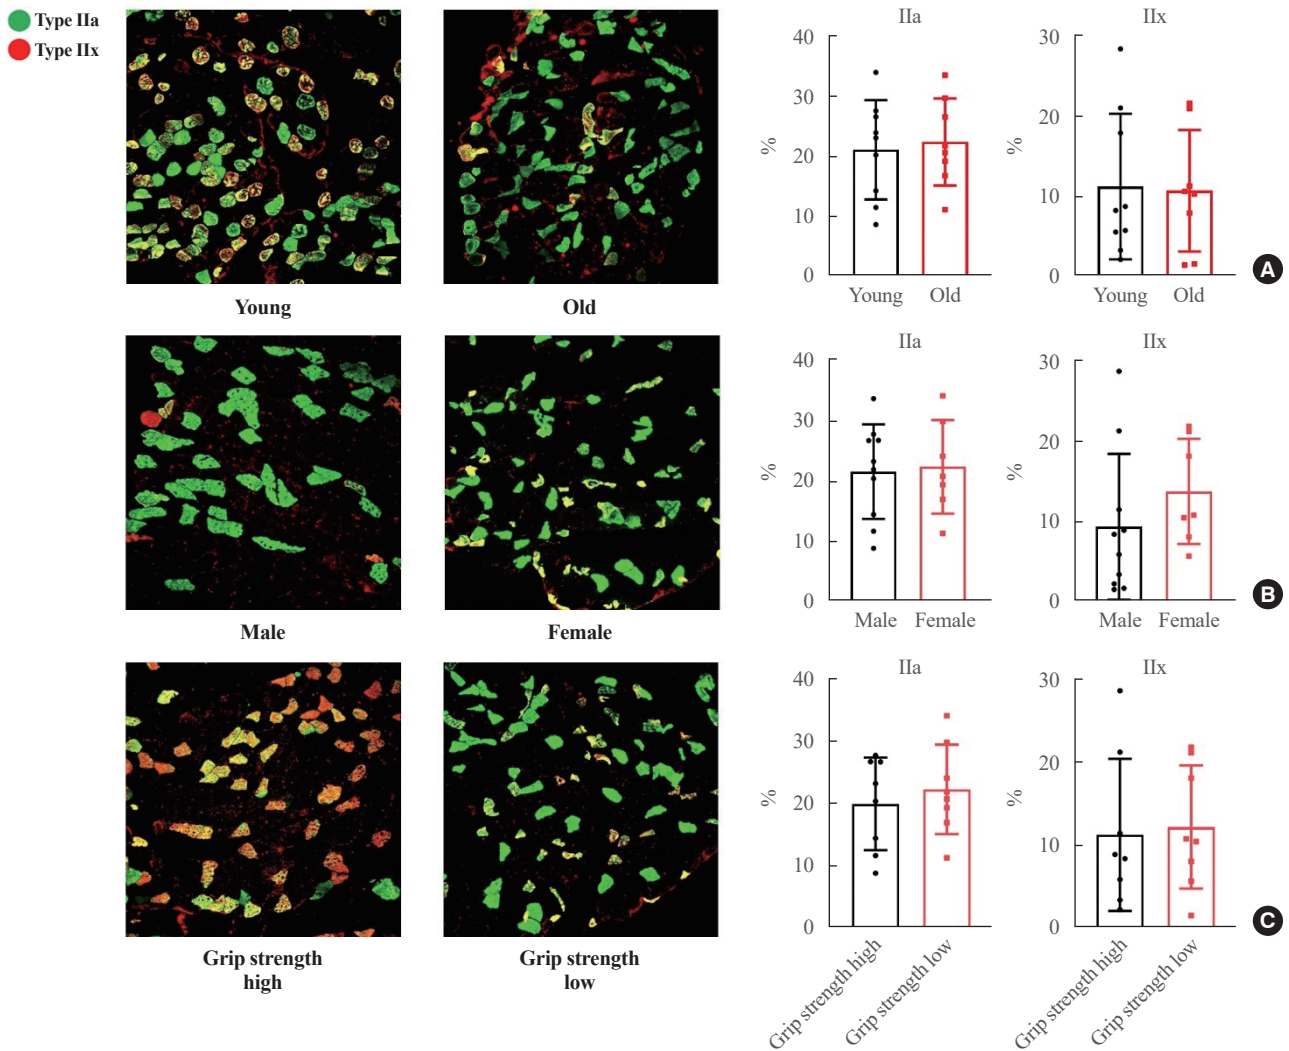 Type IIa
Type IIx
Young
Old
IIa
40
30
20
10
0
%
Young Old
IIx
30
20
10
0
%
Young Old
A
Male
Female
IIa
40
30
20
10
0
%
Male Female
IIx
30
20
10
0
%
Male Female
B
Grip strength
high
Grip strength
low
IIa
40
30
20
10
0
%
Grip strength high
Grip strength low
IIx
30
20
10
0
%
Grip strength high
Grip strength low
C